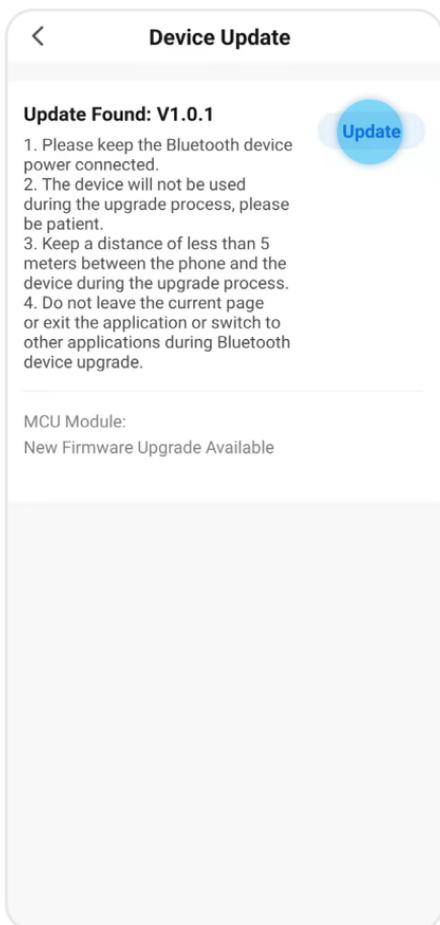 Device Update
Update Found: V1.0.1
Update
1. Please keep the Bluetooth device
power connected.
2. The device will not be used
during the upgrade process, please
be patient.
3. Keep a distance of less than 5
meters between the phone and the
device during the upgrade process.
4. Do not leave the current page
or exit the application or switch to
other applications during Bluetooth
device upgrade.
MCU Module:
New Firmware Upgrade Available